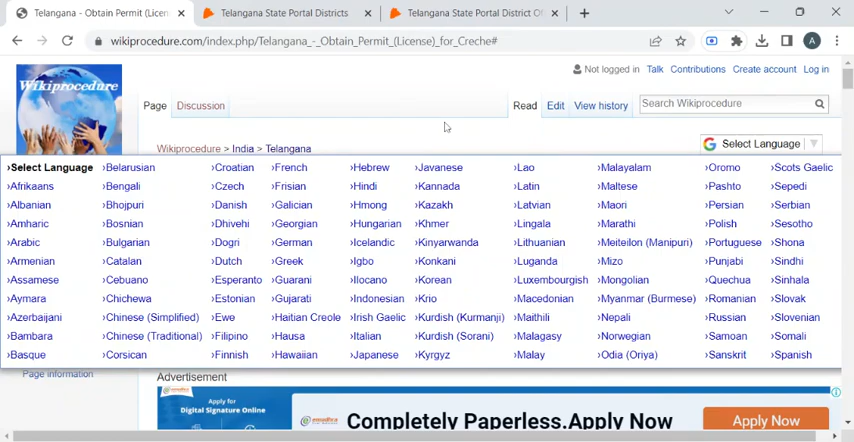 Telangana - Obtain Permit (Licen
Telangana State Portal Districts
Telangana State Portal District Of
wikiprocedure.com/index.php/Telangana_-_Obtain_Permit_(License)_for_Creche#
A
Wikiprocedure
Not logged in Talk Contributions Create account Log in
Page Discussion Read Edit View history Search Wikiprocedure
Wikiprocedure > India > Telangana
G Select Language ▼
›Select Language ›Belarusian ›Croatian ›French ›Hebrew ›Javanese ›Lao ›Malayalam ›Oromo ›Scots Gaelic
›Afrikaans ›Bengali ›Czech ›Frisian ›Hindi ›Kannada ›Latin ›Maltese ›Pashto ›Sepedi
›Albanian ›Bhojpuri ›Danish ›Galician ›Hmong ›Kazakh ›Latvian ›Maori ›Persian ›Serbian
›Amharic ›Bosnian ›Dhivehi ›Georgian ›Hungarian ›Khmer ›Lingala ›Marathi ›Polish ›Sesotho
›Arabic ›Bulgarian ›Dogri ›German ›Icelandic ›Kinyarwanda ›Lithuanian ›Meiteilon (Manipuri) ›Portuguese ›Shona
›Armenian ›Catalan ›Dutch ›Greek ›Igbo ›Konkani ›Luganda ›Mizo ›Punjabi ›Sindhi
›Assamese ›Cebuano ›Esperanto ›Guarani ›Ilocano ›Korean ›Luxembourgish ›Mongolian ›Quechua ›Sinhala
›Aymara ›Chichewa ›Estonian ›Gujarati ›Indonesian ›Krio ›Macedonian ›Myanmar (Burmese) ›Romanian ›Slovak
›Azerbaijani ›Chinese (Simplified) ›Ewe ›Haitian Creole ›Irish Gaelic ›Kurdish (Kurmanji) ›Maithili ›Nepali ›Russian ›Slovenian
›Bambara ›Chinese (Traditional) ›Filipino ›Hausa ›Italian ›Kurdish (Sorani) ›Malagasy ›Norwegian ›Samoan ›Somali
›Basque ›Corsican ›Finnish ›Hawaiian ›Japanese ›Kyrgyz ›Malay ›Odia (Oriya) ›Sanskrit ›Spanish
Page information
Advertisement
Apply for
Digital Signature Online
emudhra
Completely Paperless.Apply Now
Apply Now